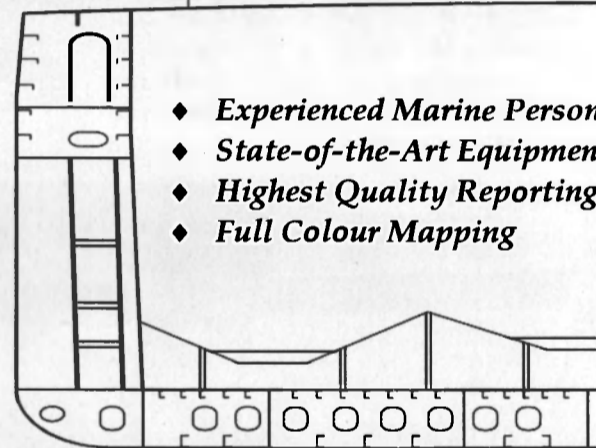 ♦ Experienced Marine Person
♦ State-of-the-Art Equipmen
♦ Highest Quality Reporting
♦ Full Colour Mapping